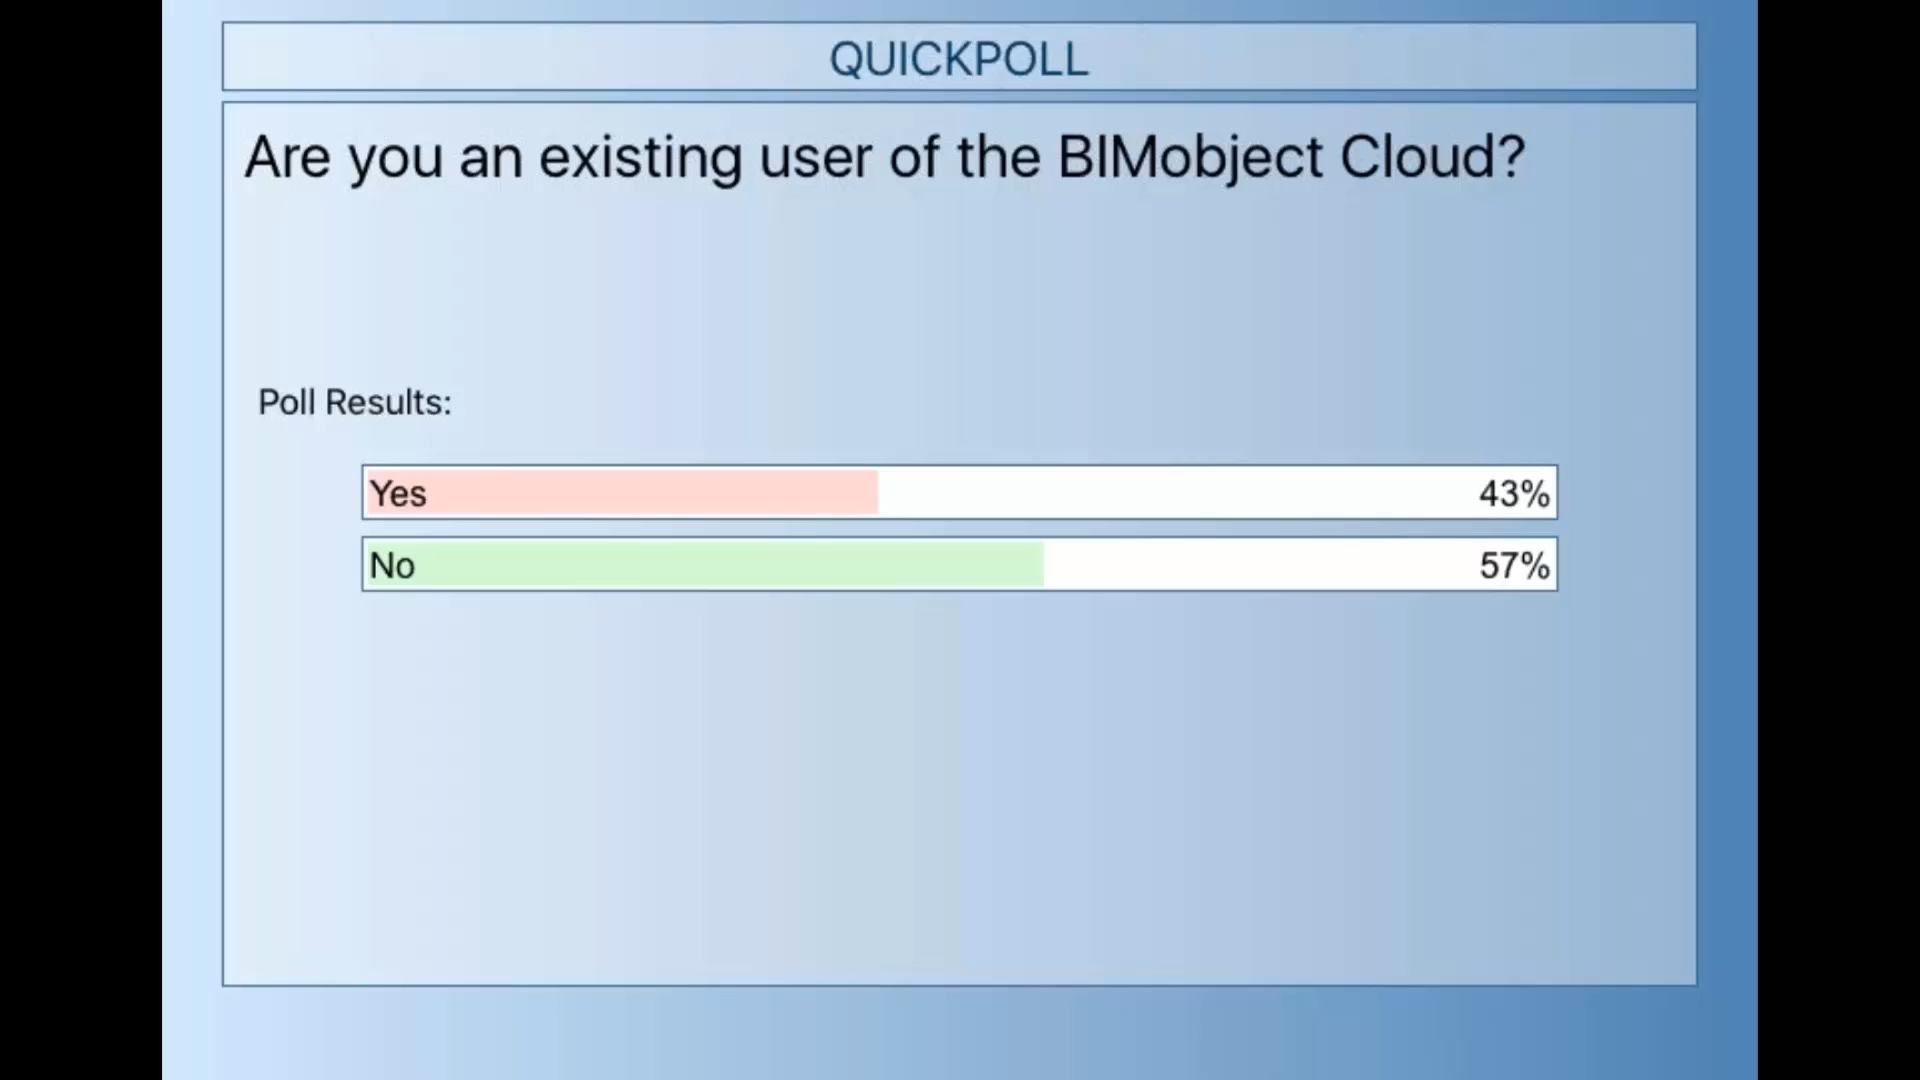 QUICKPOLL
Are you an existing user of the BIMobject Cloud?
Poll Results:
Yes 43%
No 57%